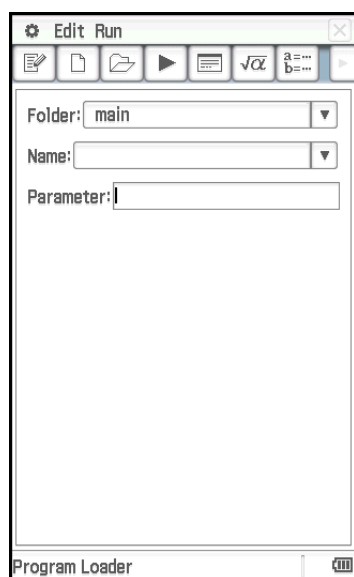 Edit Run
√α a=··· b=···
Folder: main
Name:
Parameter:
Program Loader